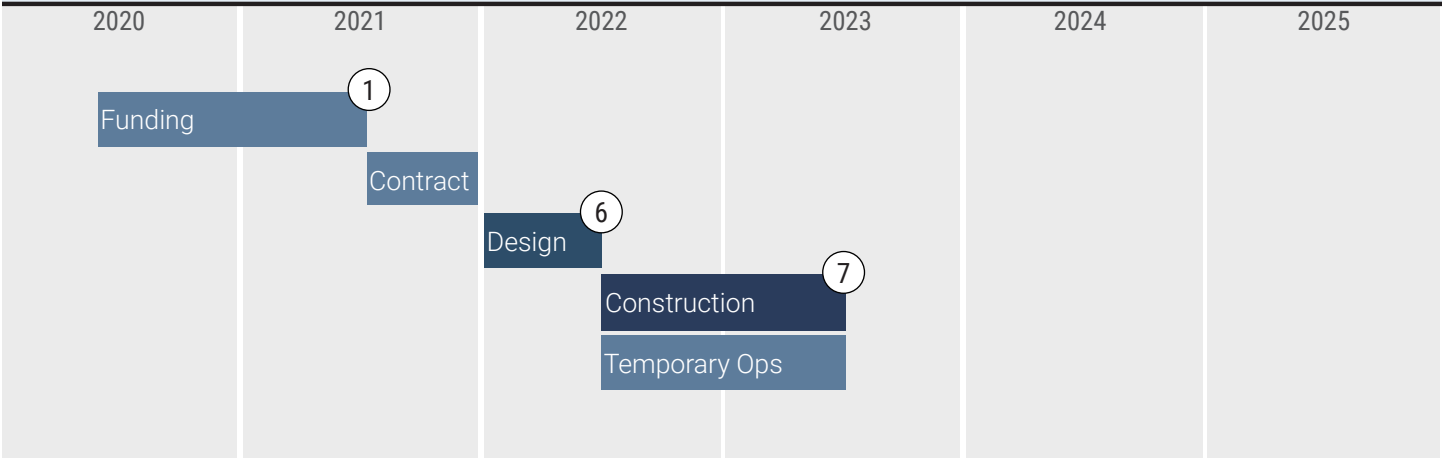 2020 2021 2022 2023 2024 2025
1
Funding
Contract
6
Design
7
Construction
Temporary Ops